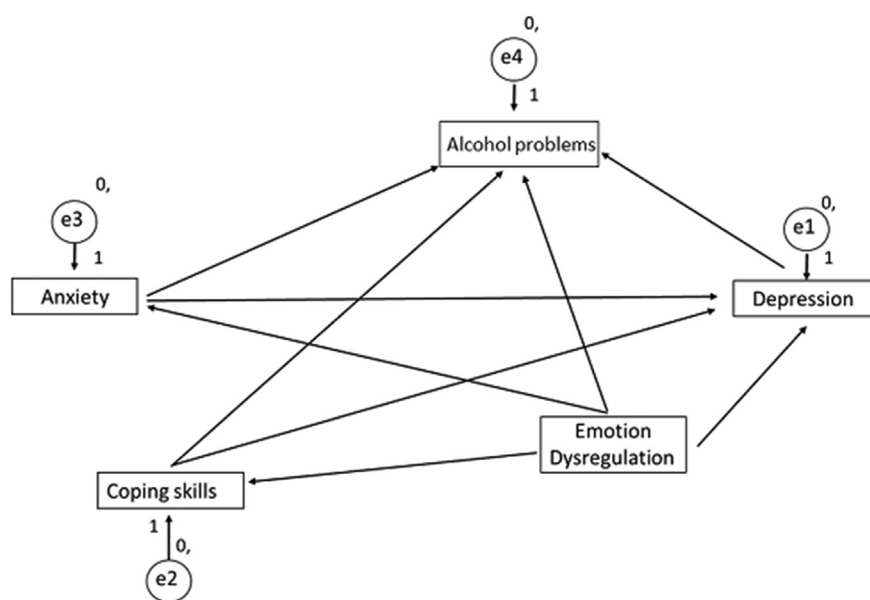 0,
e4
1
Alcohol problems
0,
e3
1
Anxiety
0,
e1
1
Depression
Emotion
Dysregulation
Coping skills
1
0,
e2